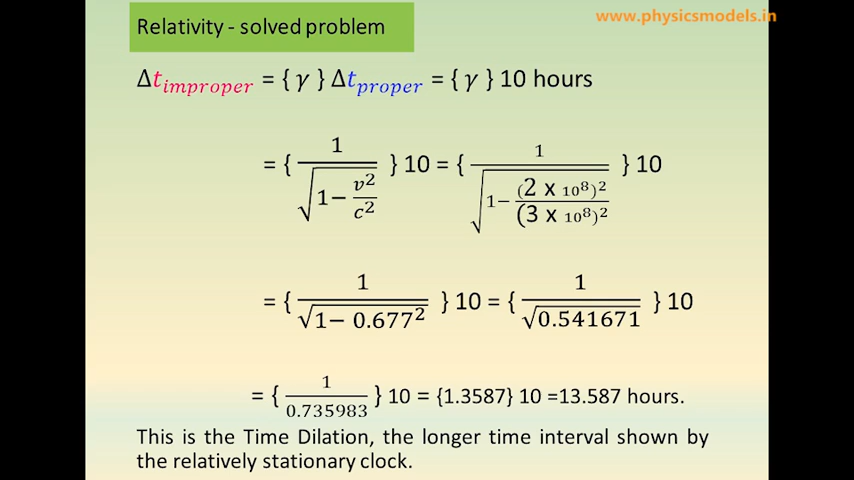 www.physicsmodels.in
Relativity - solved problem
Δt_improper = { γ } Δt_proper = { γ } 10 hours
= { 1/√(1− v²/c²) } 10 = { 1/√(1− (2 x 10⁸)²/(3 x 10⁸)²) } 10
= { 1/√(1− 0.677²) } 10 = { 1/√0.541671 } 10
= { 1/0.735983 } 10 = {1.3587} 10 =13.587 hours.
This is the Time Dilation, the longer time interval shown by
the relatively stationary clock.